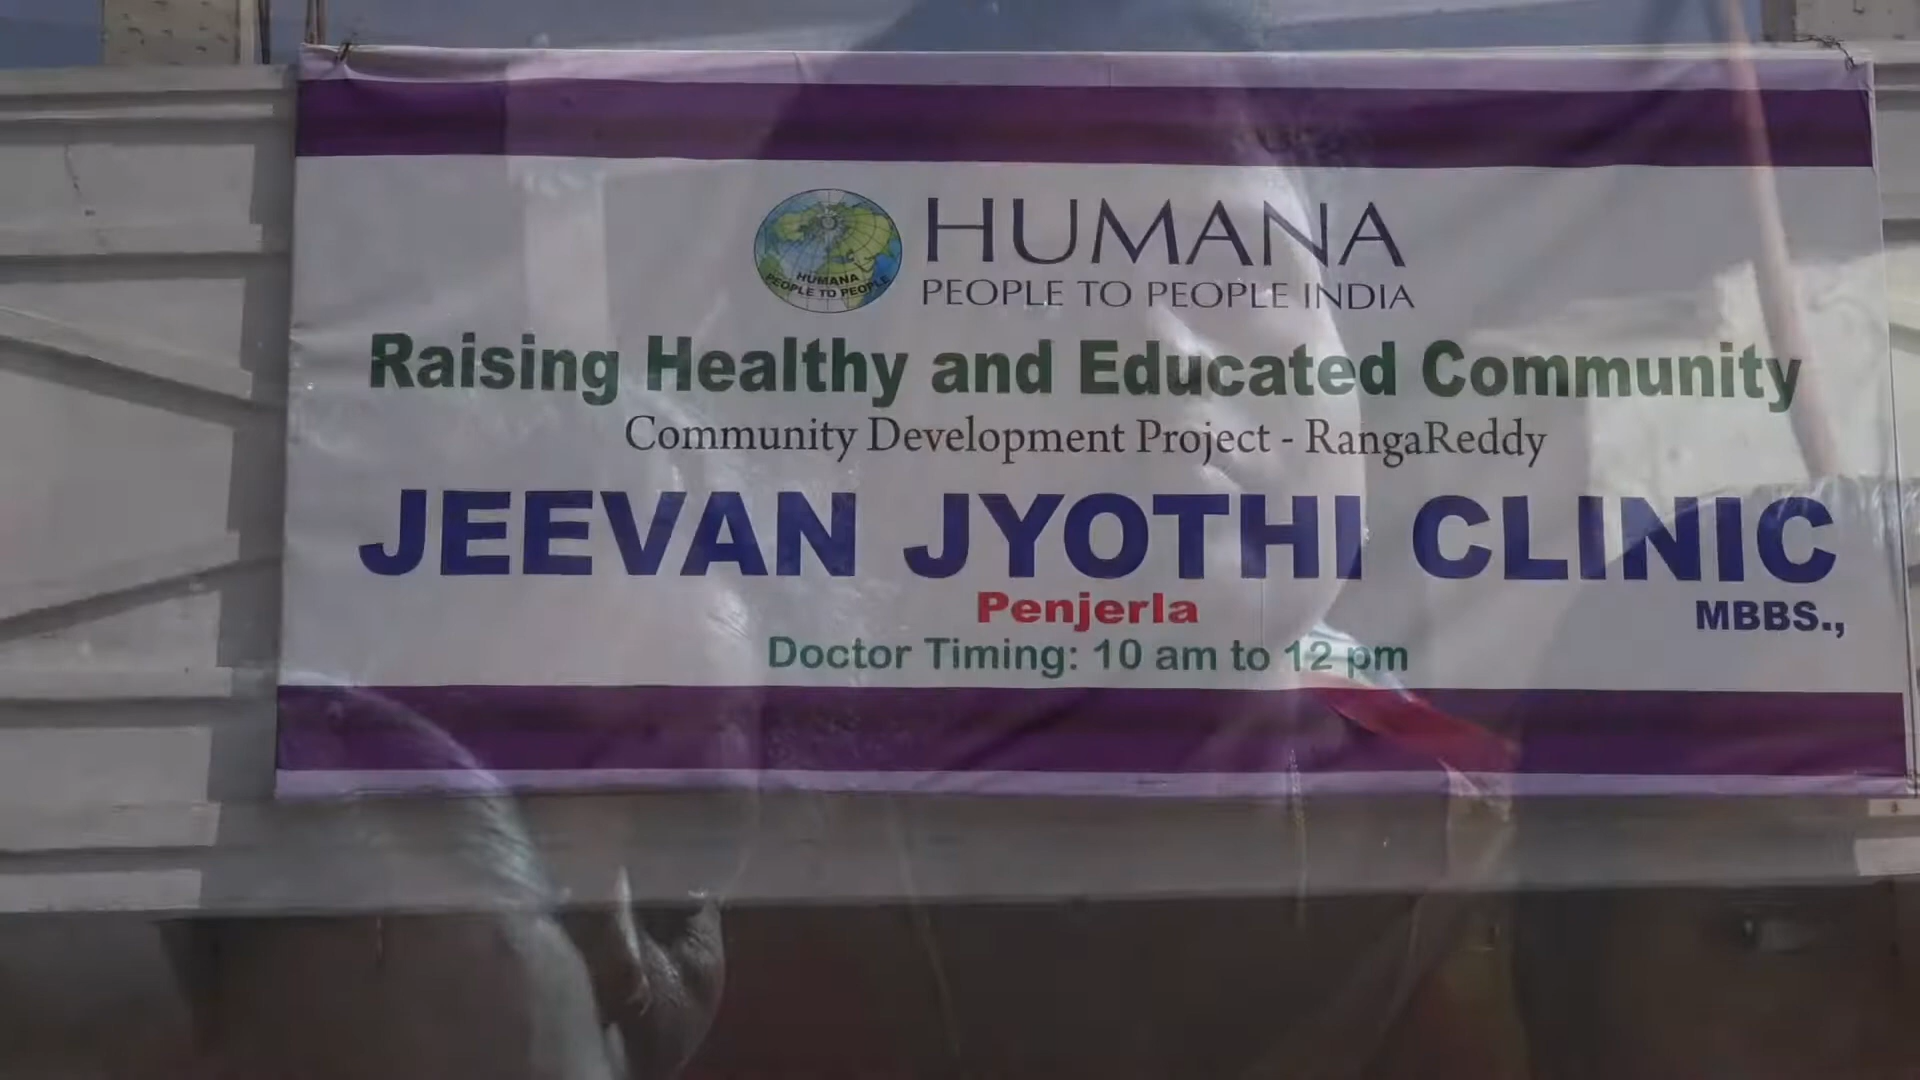 HUMANA
PEOPLE TO PEOPLE INDIA
HUMANA
PEOPLE TO PEOPLE
Raising Healthy and Educated Community
Community Development Project - RangaReddy
JEEVAN JYOTHI CLINIC
Penjerla
MBBS.,
Doctor Timing: 10 am to 12 pm